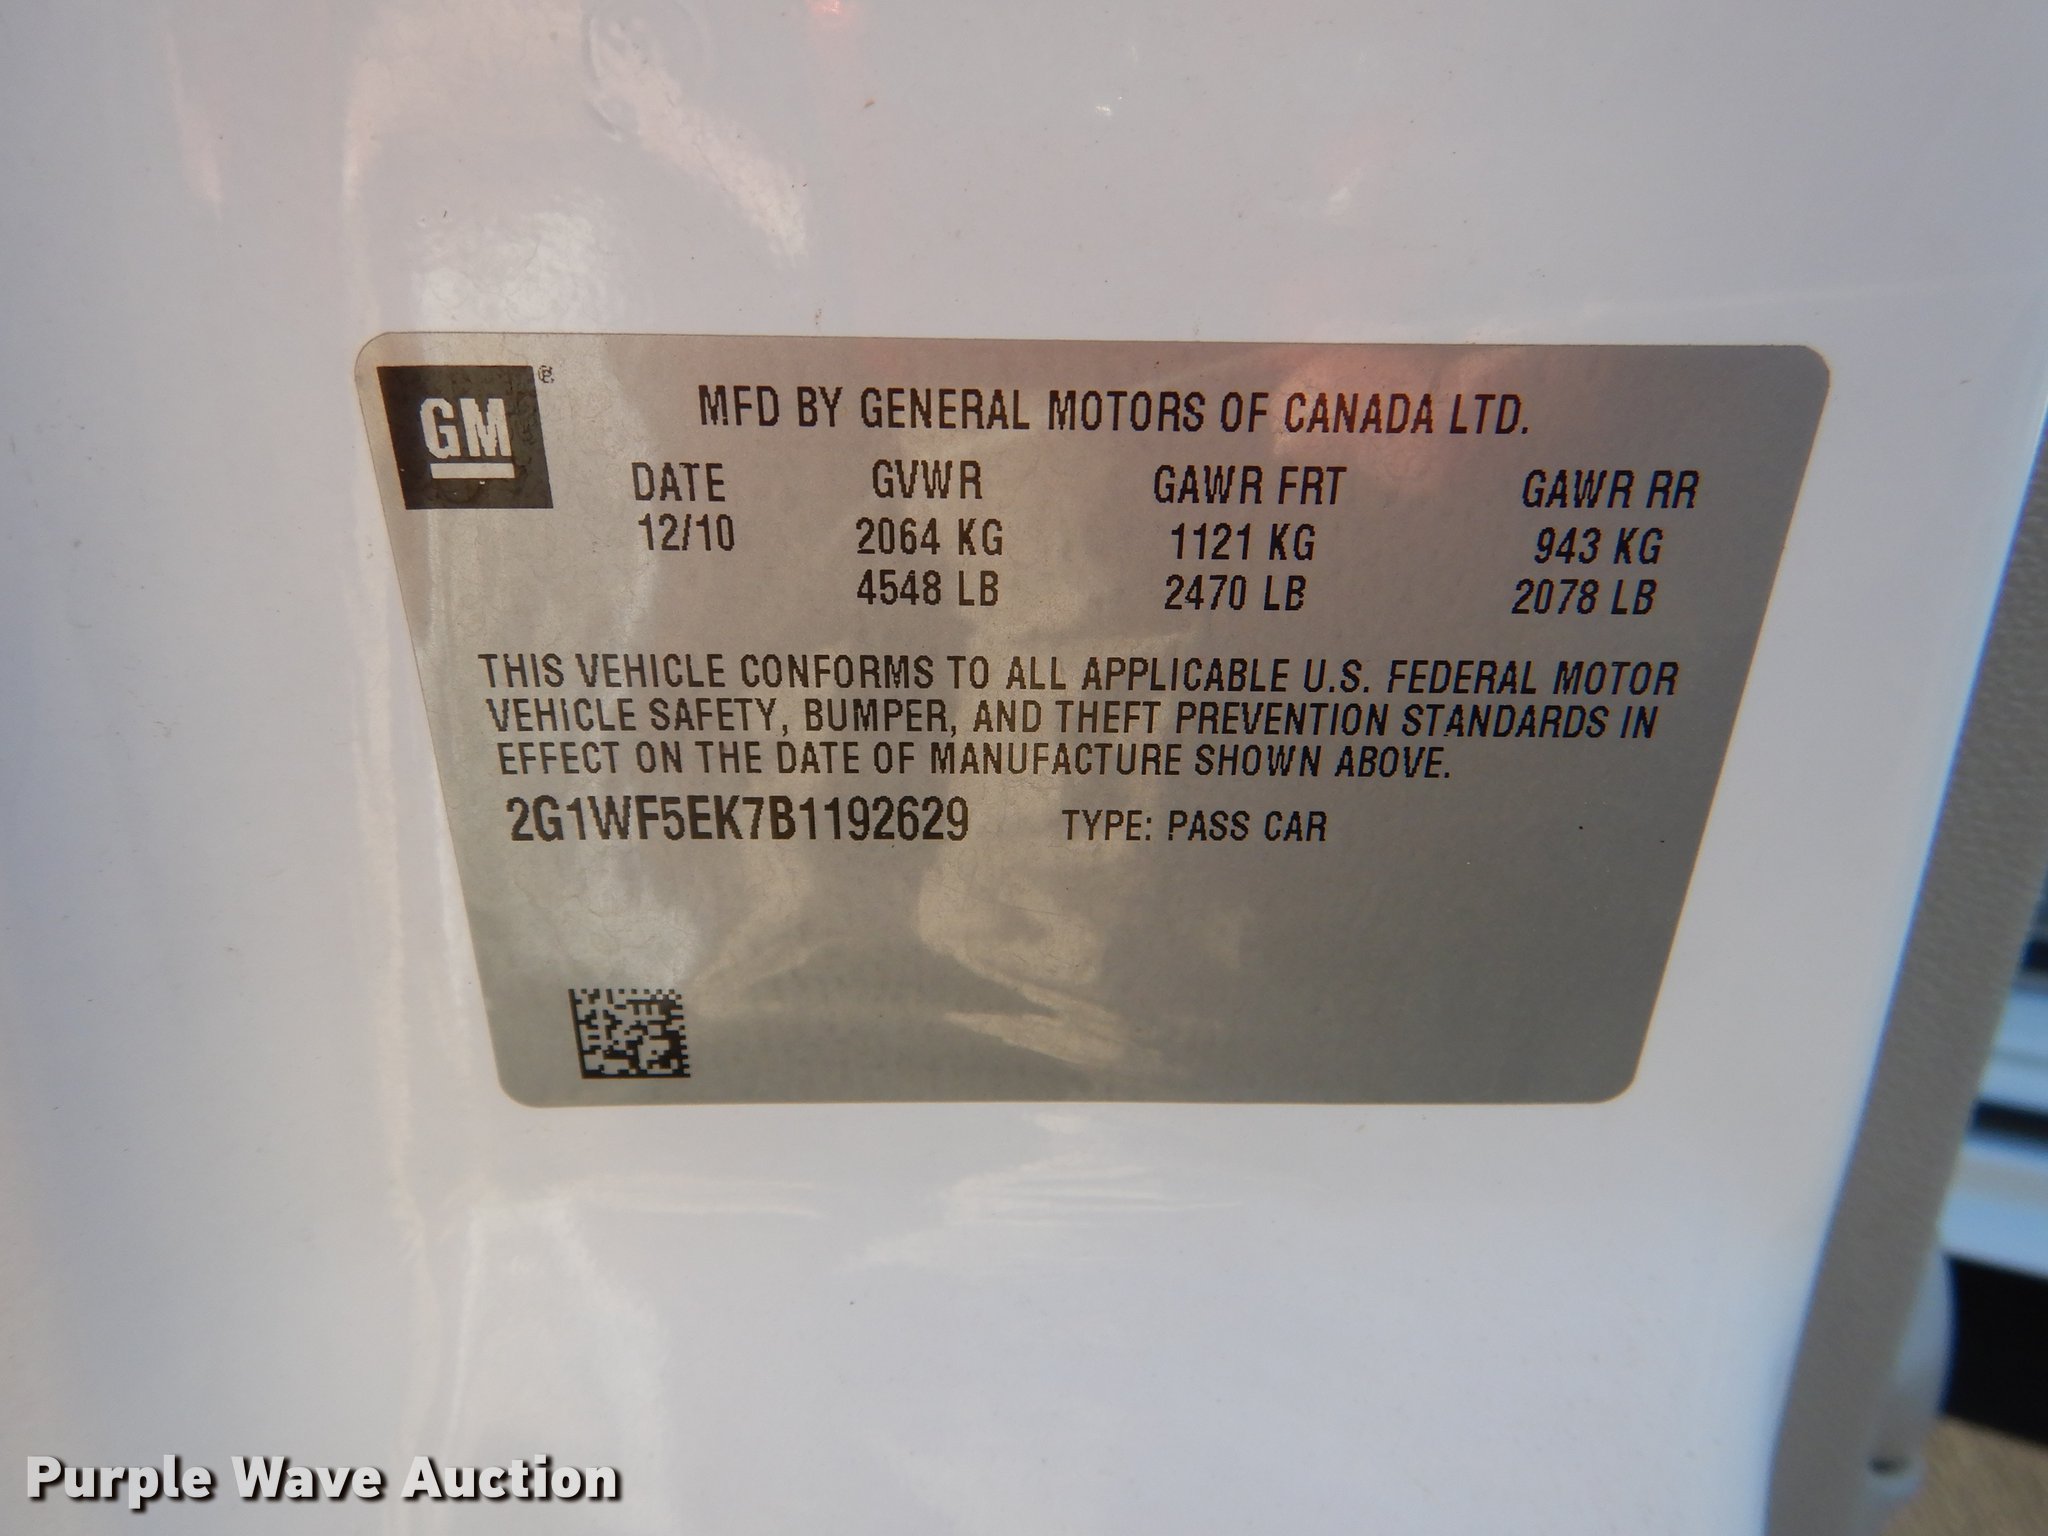 GM ®
MFD BY GENERAL MOTORS OF CANADA LTD.
DATE GVWR GAWR FRT GAWR RR
12/10 2064 KG 1121 KG 943 KG
4548 LB 2470 LB 2078 LB
THIS VEHICLE CONFORMS TO ALL APPLICABLE U.S. FEDERAL MOTOR
VEHICLE SAFETY, BUMPER, AND THEFT PREVENTION STANDARDS IN
EFFECT ON THE DATE OF MANUFACTURE SHOWN ABOVE.
2G1WF5EK7B1192629 TYPE: PASS CAR
Purple Wave Auction